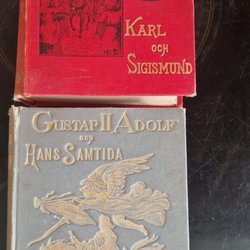 KARL
OCH
SIGISMUND
GUSTAF II ADOLF
OCH
HANS SAMTIDA